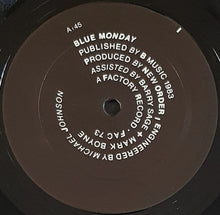 A·45
BLUE MONDAY
PUBLISHED BY B MUSIC 1983
PRODUCED BY NEW ORDER / ENGINEERED BY MICHAEL JOHNSON
ASSISTED BY BARRY SAGE + MARK BOYNE
A FACTORY RECORD · FAC 73